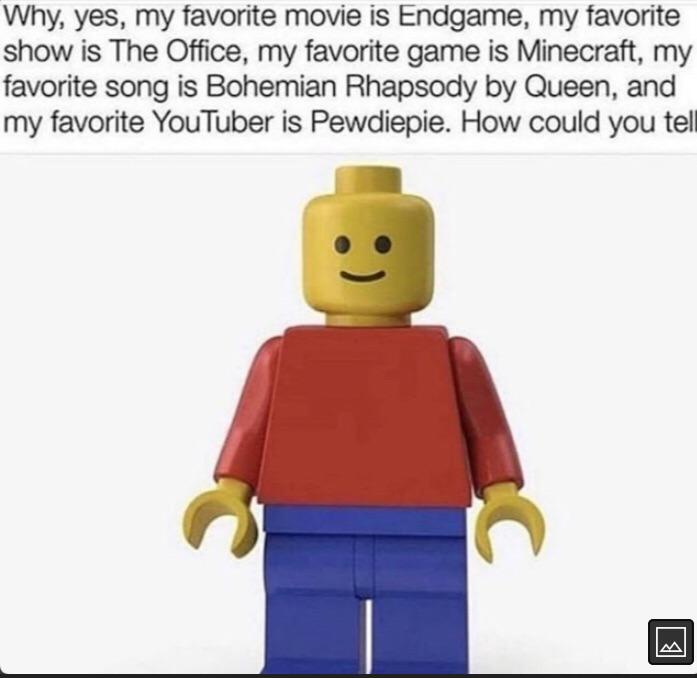 Why, yes, my favorite movie is Endgame, my favorite
show is The Office, my favorite game is Minecraft, my
favorite song is Bohemian Rhapsody by Queen, and
my favorite YouTuber is Pewdiepie. How could you tell